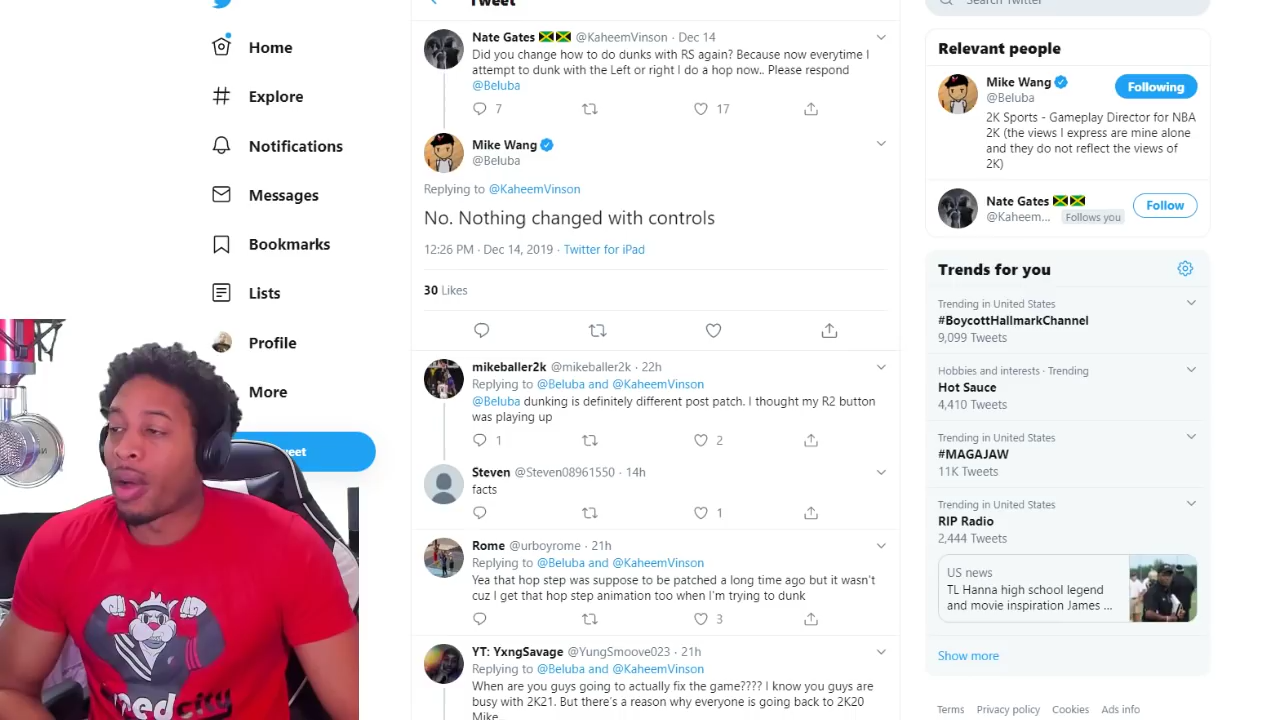 Home
Explore
Notifications
Messages
Bookmarks
Lists
Profile
More
Tweet
Nate Gates @KaheemVinson · Dec 14
Did you change how to do dunks with RS again? Because now everytime I
attempt to dunk with the Left or right I do a hop now.. Please respond
@Beluba
7
17
Mike Wang
@Beluba
Replying to @KaheemVinson
No. Nothing changed with controls
12:26 PM · Dec 14, 2019 · Twitter for iPad
30 Likes
mikeballer2k @mikeballer2k · 22h
Replying to @Beluba and @KaheemVinson
@Beluba dunking is definitely different post patch. I thought my R2 button
was playing up
1
2
Steven @Steven08961550 · 14h
facts
1
Rome @urboyrome · 21h
Replying to @Beluba and @KaheemVinson
Yea that hop step was suppose to be patched a long time ago but it wasn't
cuz I get that hop step animation too when I'm trying to dunk
3
YT: YxngSavage @YungSmoove023 · 21h
Replying to @Beluba and @KaheemVinson
When are you guys going to actually fix the game???? I know you guys are
busy with 2K21. But there's a reason why everyone is going back to 2K20
Mike...
Search Twitter
Relevant people
Mike Wang
@Beluba
Following
2K Sports - Gameplay Director for NBA
2K (the views I express are mine alone
and they do not reflect the views of
2K)
Nate Gates
@Kaheem... Follows you
Follow
Trends for you
Trending in United States
#BoycottHallmarkChannel
9,099 Tweets
Hobbies and interests · Trending
Hot Sauce
4,410 Tweets
Trending in United States
#MAGAJAW
11K Tweets
Trending in United States
RIP Radio
2,444 Tweets
US news
TL Hanna high school legend
and movie inspiration James ...
Show more
Terms Privacy policy Cookies Ads info